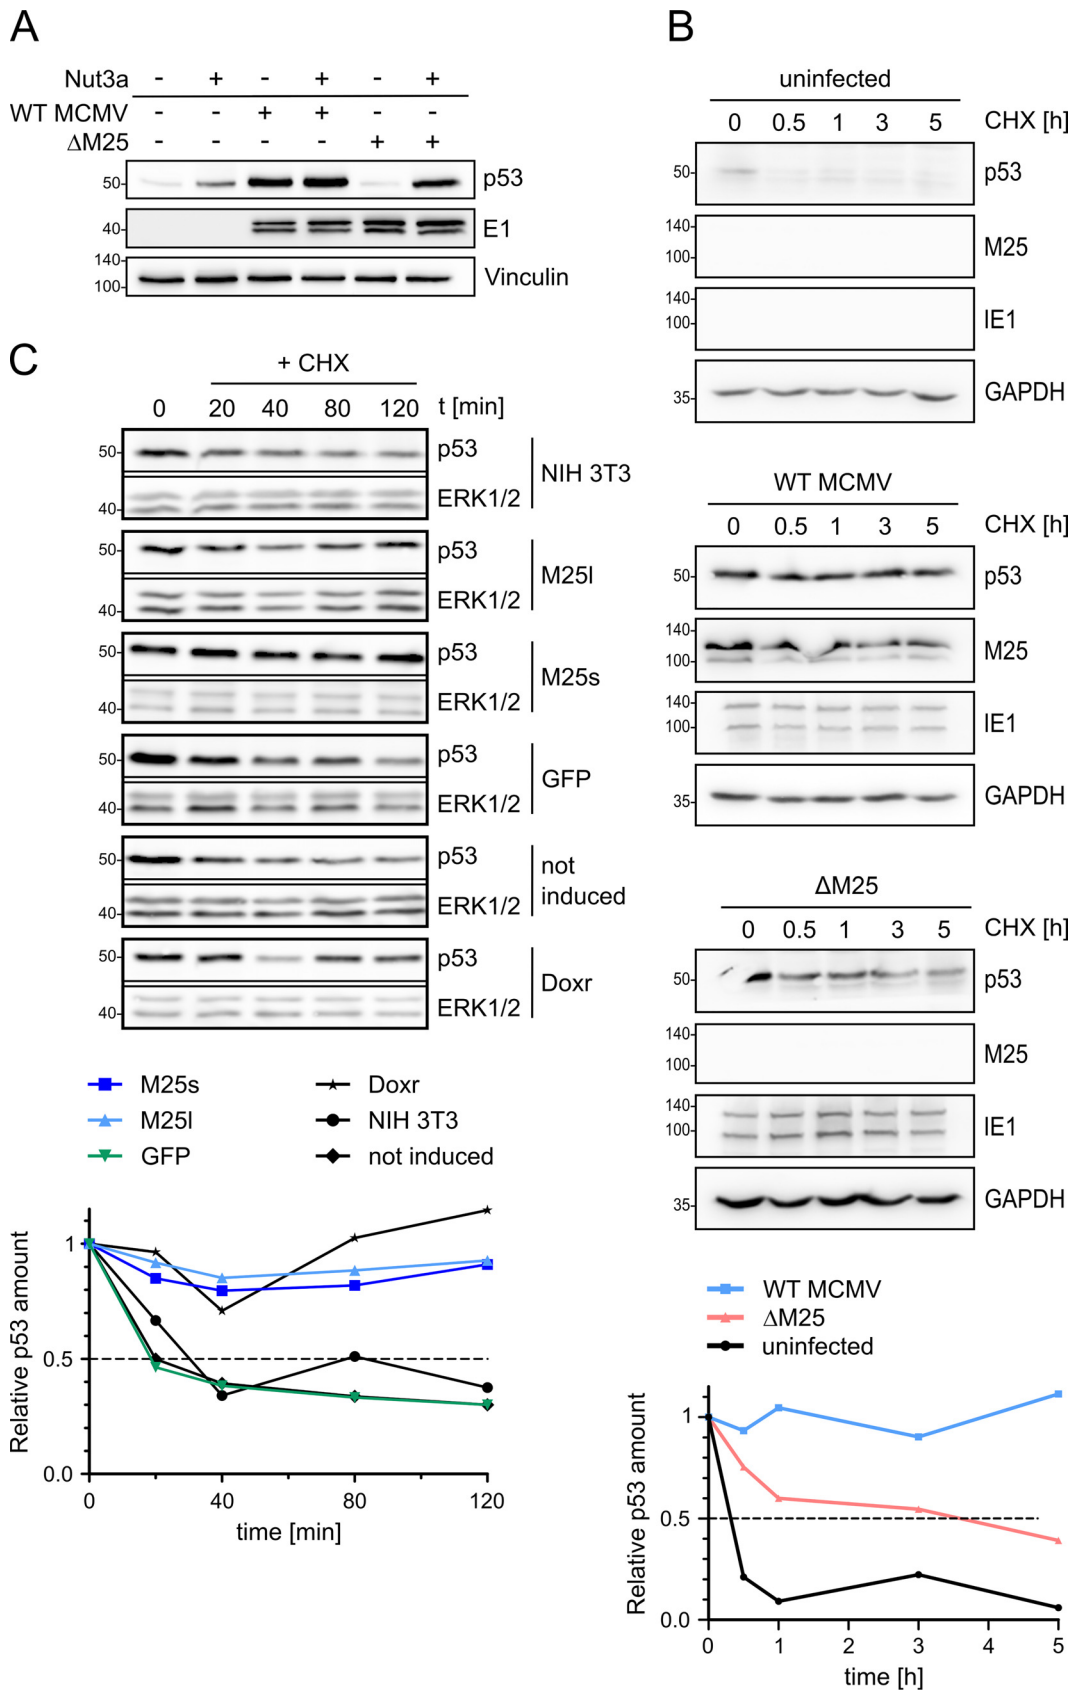 A
Nut3a - + - + - +
WT MCMV - - + + - -
ΔM25 - - - - + +
50- p53
40- E1
140-
100- Vinculin
B
uninfected
0 0.5 1 3 5 CHX [h]
50- p53
140-
100- M25
140-
100- IE1
35- GAPDH
WT MCMV
0 0.5 1 3 5 CHX [h]
50- p53
140-
100- M25
140-
100- IE1
35- GAPDH
ΔM25
0 0.5 1 3 5 CHX [h]
50- p53
140-
100- M25
140-
100- IE1
35- GAPDH
WT MCMV
ΔM25
uninfected
Relative p53 amount
1
0.5
0.0
0 1 2 3 4 5
time [h]
C
+ CHX
0 20 40 80 120 t [min]
50- p53
40- ERK1/2
NIH 3T3
50- p53
40- ERK1/2
M25l
50- p53
40- ERK1/2
M25s
50- p53
40- ERK1/2
GFP
50- p53
40- ERK1/2
not
induced
50- p53
40- ERK1/2
Doxr
M25s Doxr
M25l NIH 3T3
GFP not induced
Relative p53 amount
1
0.5
0.0
0 40 80 120
time [min]